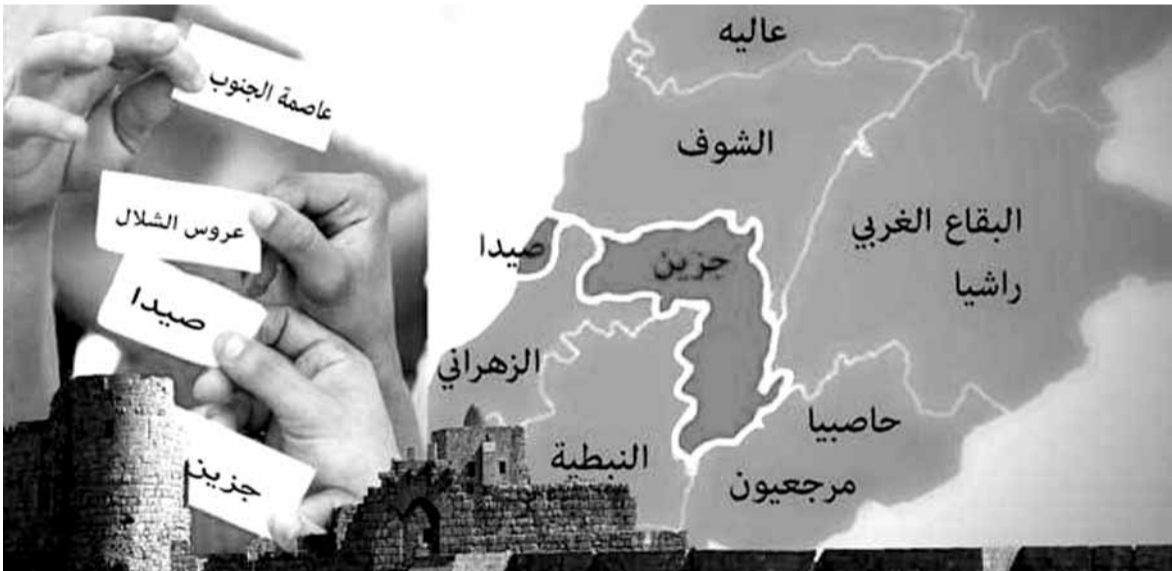 عاصمة الجنوب
عروس الشلال
صيدا
جزين
عاليه
الشوف
البقاع الغربي
راشيا
صيدا
جزين
الزهراني
حاصبيا
النبطية
مرجعيون